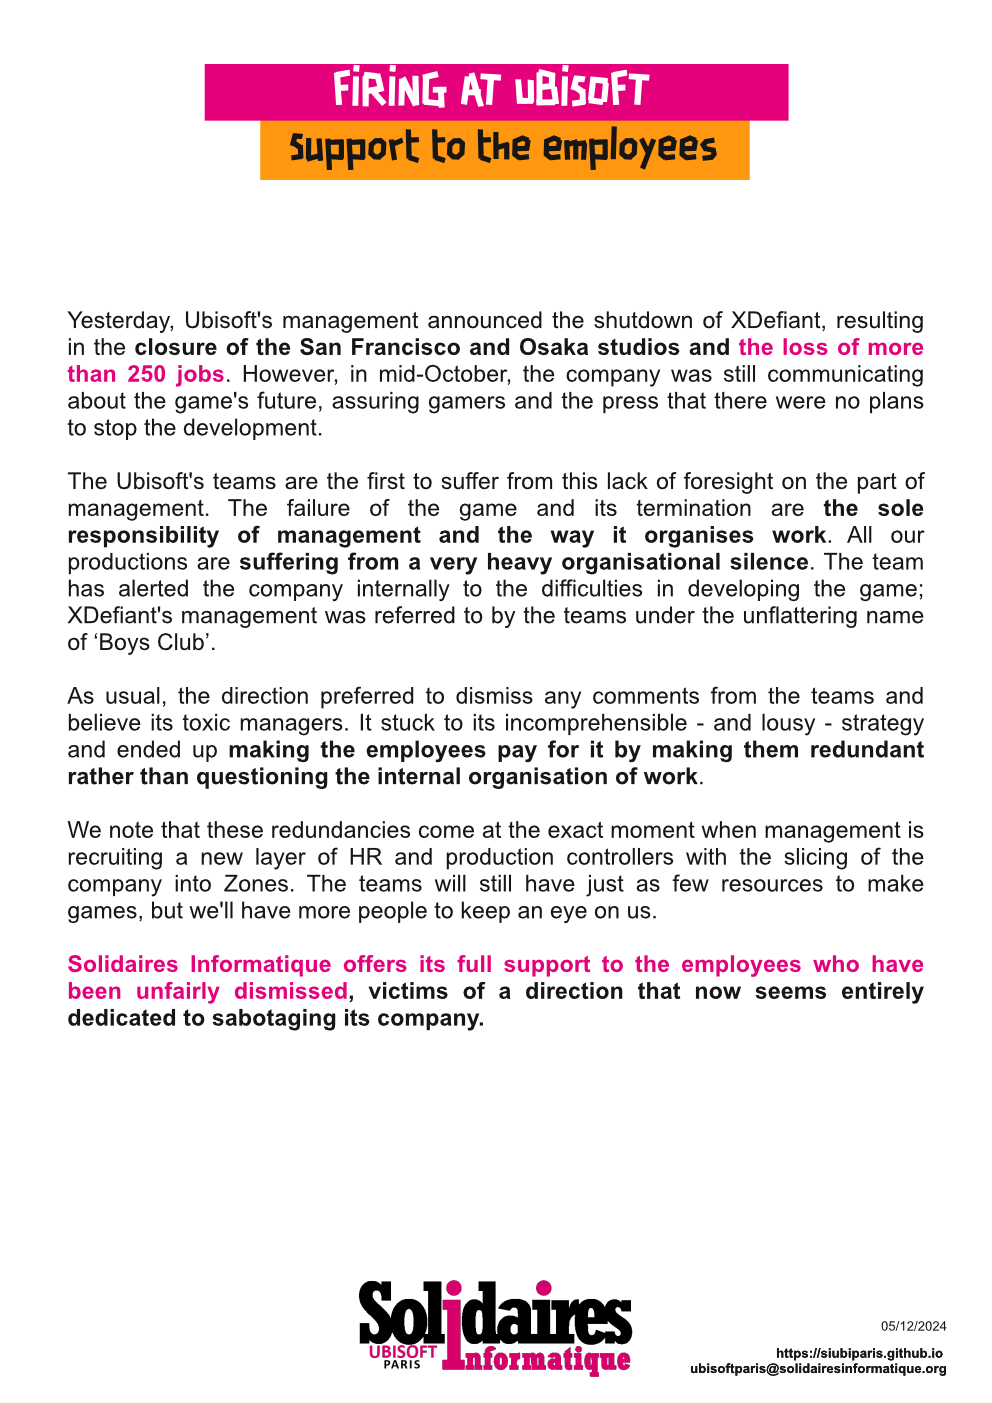 FiRiNG AT uBiSOFT
Support to the employees
Yesterday, Ubisoft's management announced the shutdown of XDefiant, resulting
in the closure of the San Francisco and Osaka studios and the loss of more
than 250 jobs. However, in mid-October, the company was still communicating
about the game's future, assuring gamers and the press that there were no plans
to stop the development.
The Ubisoft's teams are the first to suffer from this lack of foresight on the part of
management. The failure of the game and its termination are the sole
responsibility of management and the way it organises work. All our
productions are suffering from a very heavy organisational silence. The team
has alerted the company internally to the difficulties in developing the game;
XDefiant's management was referred to by the teams under the unflattering name
of ‘Boys Club’.
As usual, the direction preferred to dismiss any comments from the teams and
believe its toxic managers. It stuck to its incomprehensible - and lousy - strategy
and ended up making the employees pay for it by making them redundant
rather than questioning the internal organisation of work.
We note that these redundancies come at the exact moment when management is
recruiting a new layer of HR and production controllers with the slicing of the
company into Zones. The teams will still have just as few resources to make
games, but we'll have more people to keep an eye on us.
Solidaires Informatique offers its full support to the employees who have
been unfairly dismissed, victims of a direction that now seems entirely
dedicated to sabotaging its company.
Solidaires
Informatique
UBISOFT
PARIS
05/12/2024
https://siubiparis.github.io
ubisoftparis@solidairesinformatique.org